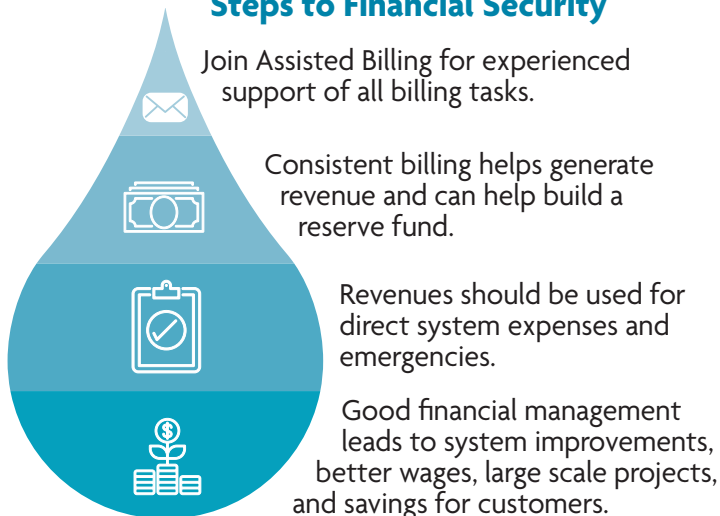 Steps to Financial Security
Join Assisted Billing for experienced
support of all billing tasks.
Consistent billing helps generate
revenue and can help build a
reserve fund.
Revenues should be used for
direct system expenses and
emergencies.
Good financial management
leads to system improvements,
better wages, large scale projects,
and savings for customers.